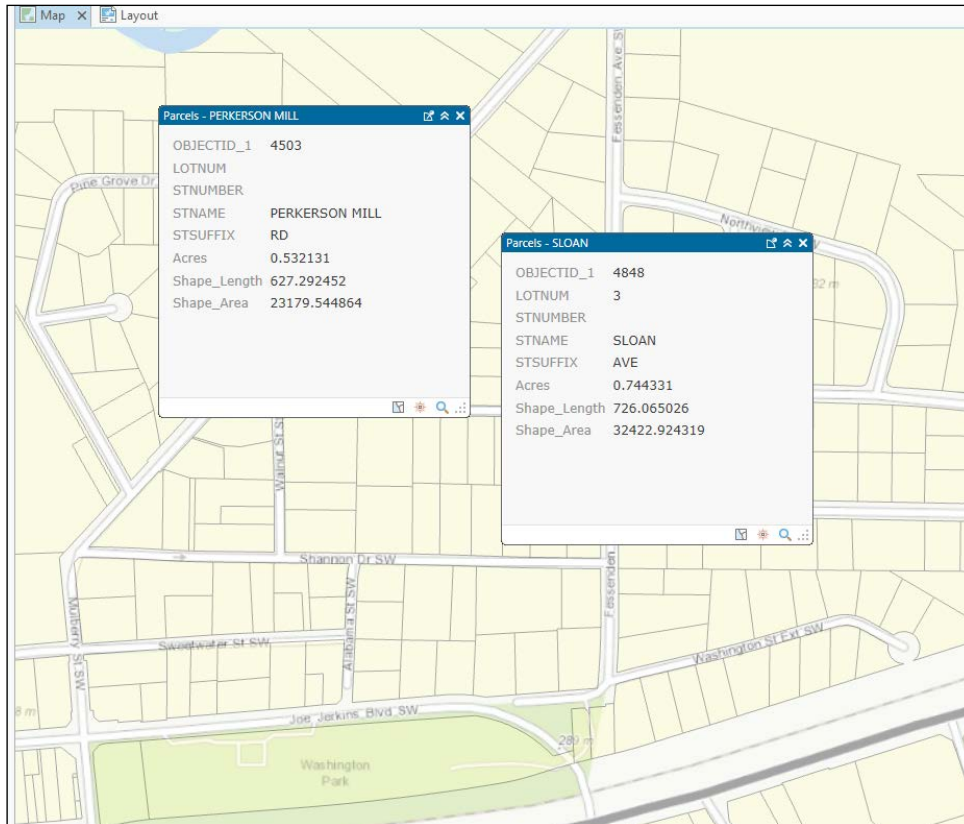 Map
Layout
Fessenden Ave SW
Parcels - PERKERSON MILL
OBJECTID_1 4503
LOTNUM
STNUMBER
STNAME PERKERSON MILL
STSUFFIX RD
Acres 0.532131
Shape_Length 627.292452
Shape_Area 23179.544864
Pine Grove Dr
Parcels - SLOAN
OBJECTID_1 4848
LOTNUM 3
STNUMBER
STNAME SLOAN
STSUFFIX AVE
Acres 0.744331
Shape_Length 726.065026
Shape_Area 32422.924319
Walnut St S
Shannon Dr SW
Fessenden
Mulberry St SW
Sweetwater St SW
Alabama St SW
Washington St Ext SW
Joe Jerkins Blvd SW
289 m
Washington
Park